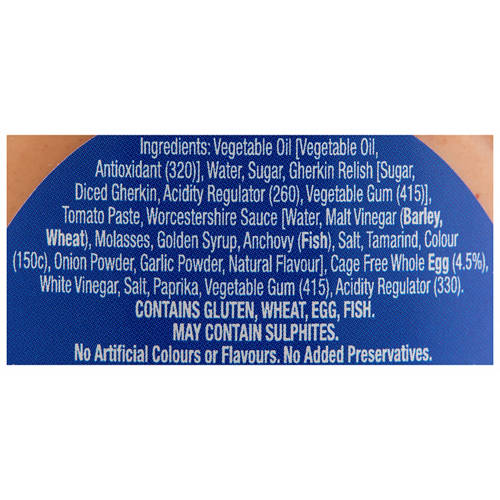 Ingredients: Vegetable Oil [Vegetable Oil,
Antioxidant (320)], Water, Sugar, Gherkin Relish [Sugar,
Diced Gherkin, Acidity Regulator (260), Vegetable Gum (415)],
Tomato Paste, Worcestershire Sauce [Water, Malt Vinegar (Barley,
Wheat), Molasses, Golden Syrup, Anchovy (Fish), Salt, Tamarind, Colour
(150c), Onion Powder, Garlic Powder, Natural Flavour], Cage Free Whole Egg (4.5%),
White Vinegar, Salt, Paprika, Vegetable Gum (415), Acidity Regulator (330).
CONTAINS GLUTEN, WHEAT, EGG, FISH.
MAY CONTAIN SULPHITES.
No Artificial Colours or Flavours. No Added Preservatives.